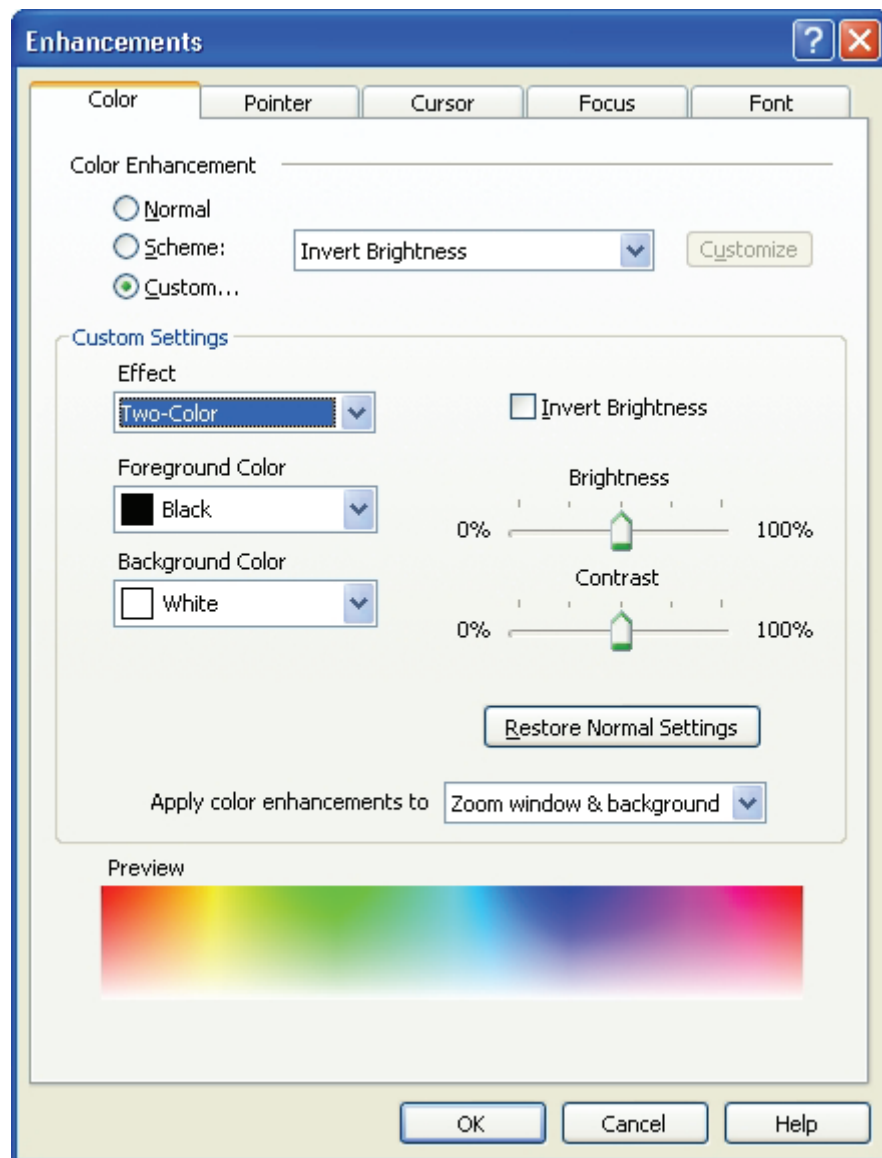 Enhancements
Color Pointer Cursor Focus Font
Color Enhancement
Normal
Scheme: Invert Brightness Customize
Custom...
Custom Settings
Effect
Two-Color Invert Brightness
Foreground Color
Brightness
Black
0% 100%
Background Color
Contrast
White
0% 100%
Restore Normal Settings
Apply color enhancements to Zoom window & background
Preview
OK Cancel Help